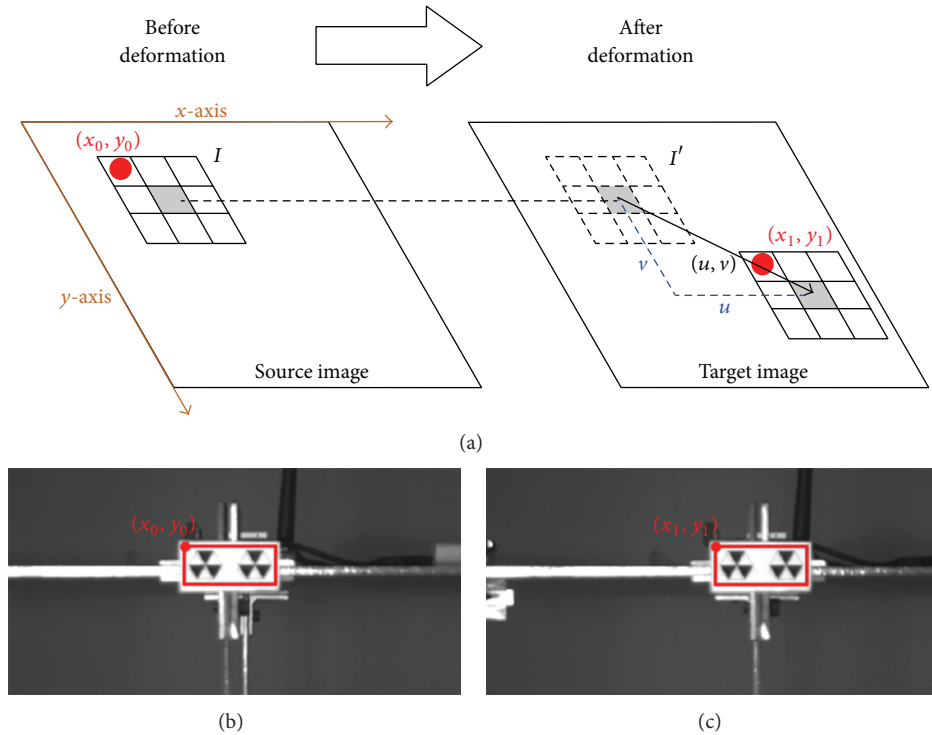 Before
deformation
After
deformation
x-axis
(x₀, y₀)
I
I′
(x₁, y₁)
v
(u, v)
y-axis
u
Source image
Target image
(a)
(x₀, y₀)
(x₁, y₁)
(b)
(c)